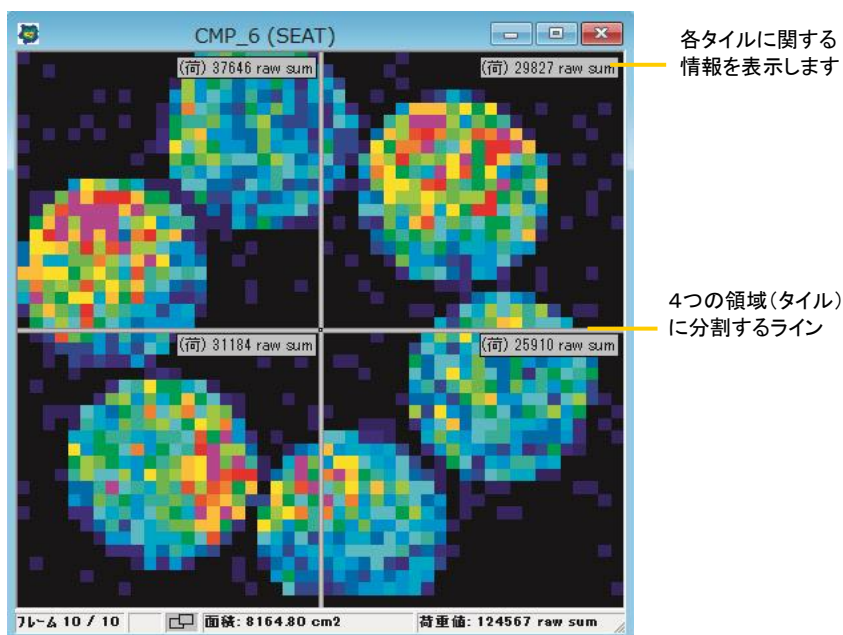 CMP_6 (SEAT)
(荷) 37646 raw sum
(荷) 29827 raw sum
各タイルに関する
情報を表示します
4つの領域(タイル)
に分割するライン
(荷) 31184 raw sum
(荷) 25910 raw sum
フレーム 10 / 10
面積: 8164.80 cm2
荷重値: 124567 raw sum